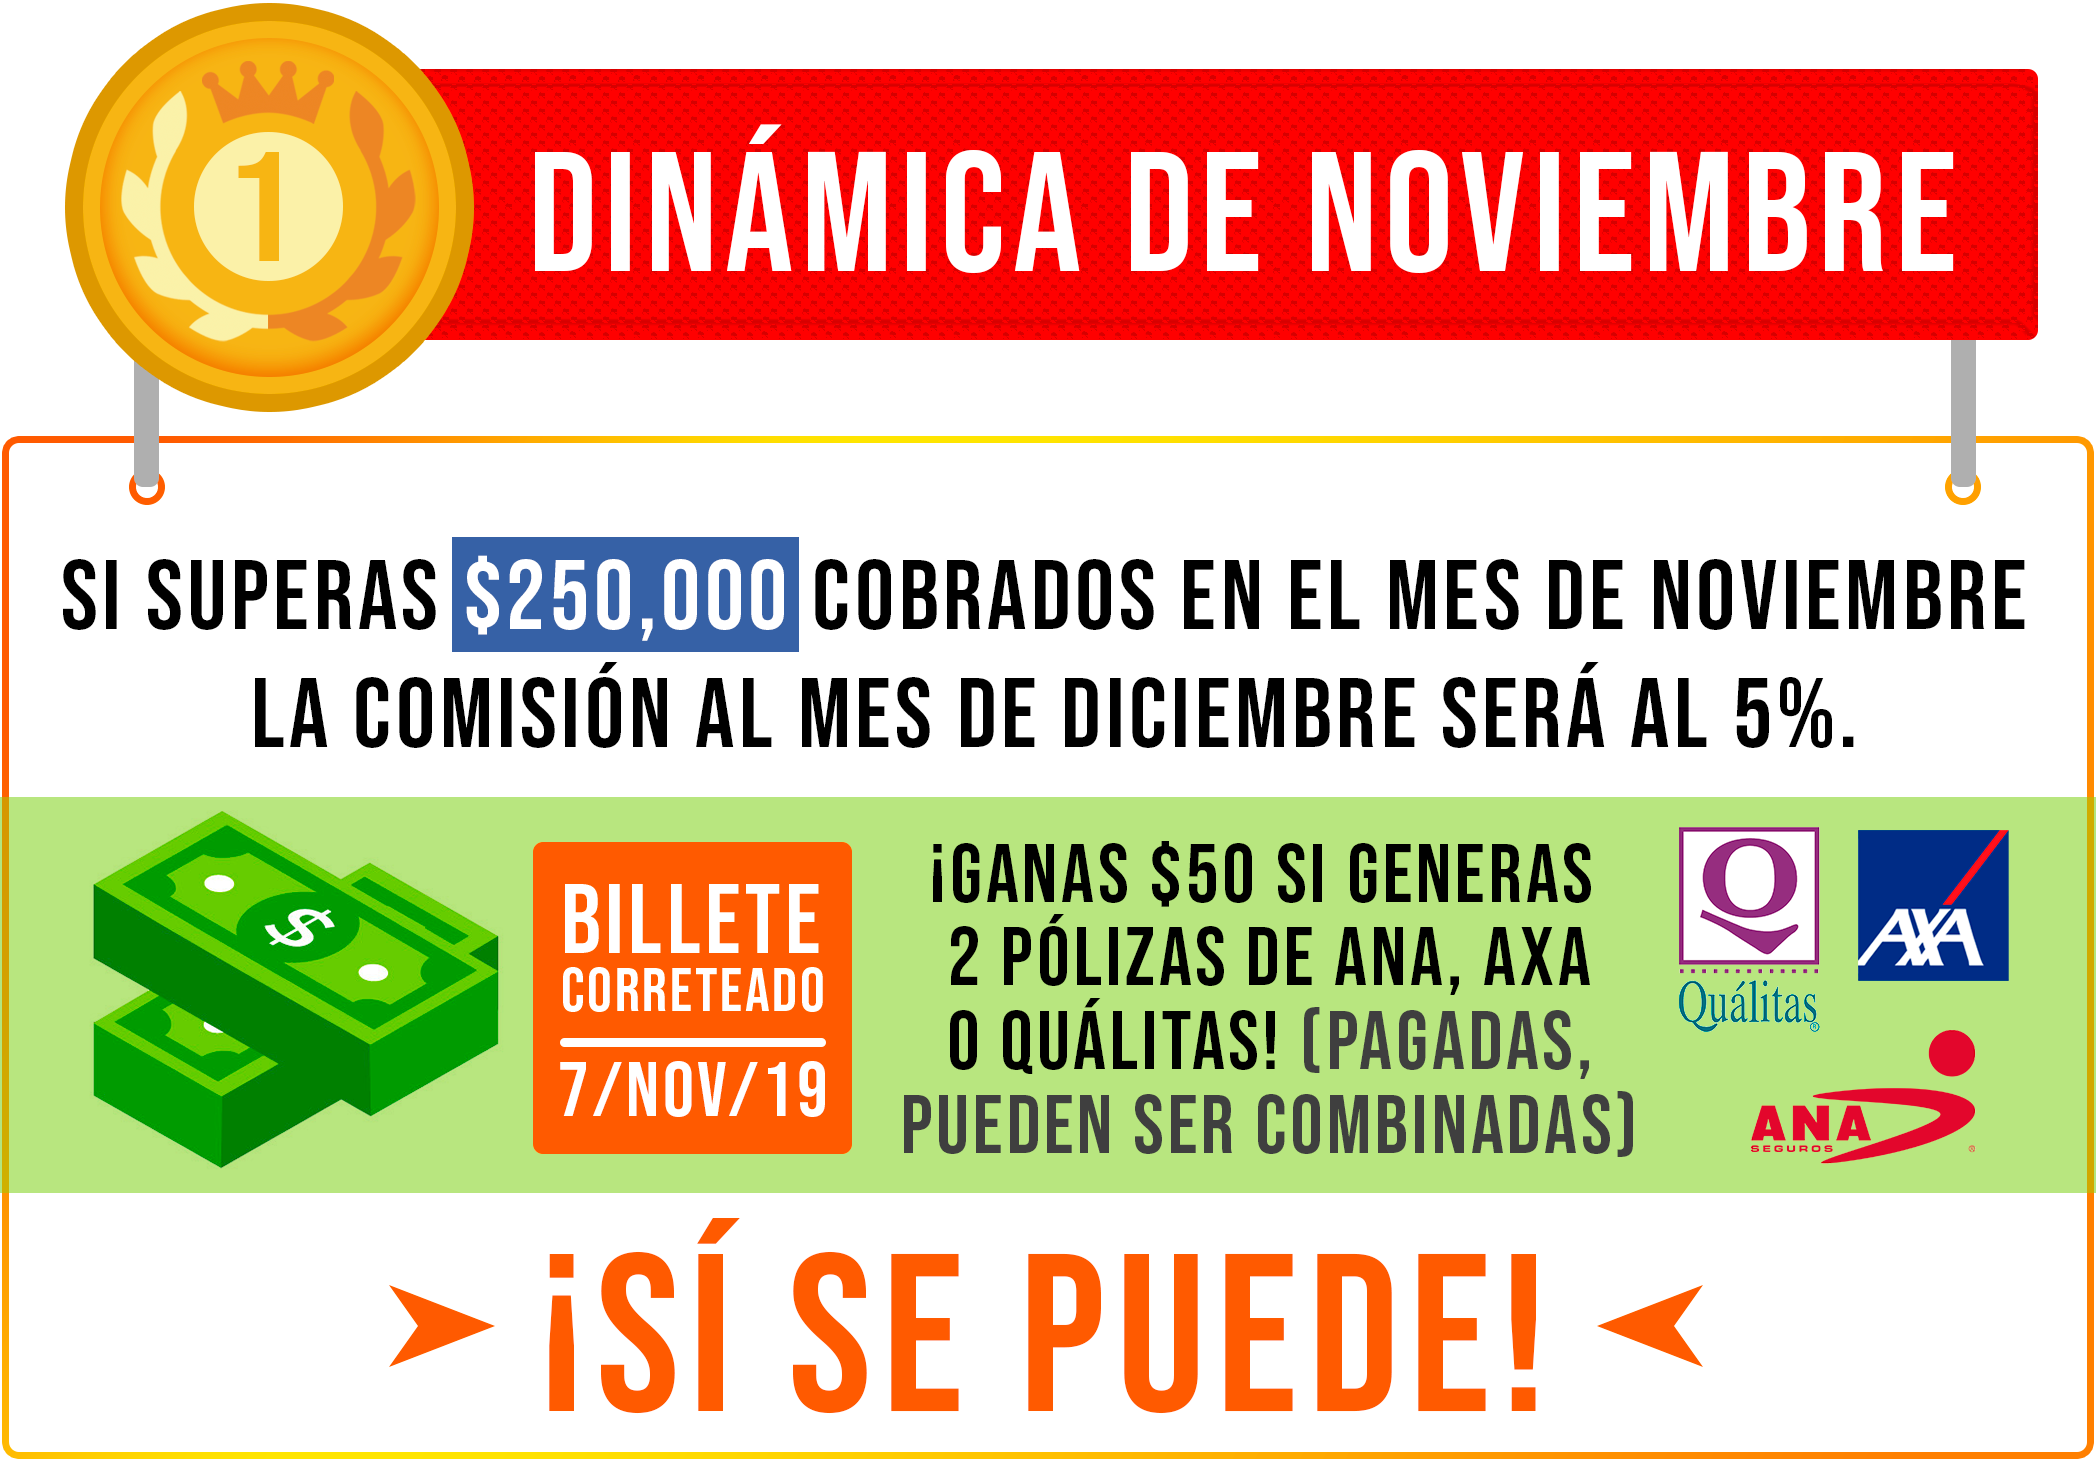 1
DINÁMICA DE NOVIEMBRE
SI SUPERAS $250,000 COBRADOS EN EL MES DE NOVIEMBRE
LA COMISIÓN AL MES DE DICIEMBRE SERÁ AL 5%.
$
BILLETE
CORRETEADO
7/NOV/19
¡GANAS $50 SI GENERAS
2 PÓLIZAS DE ANA, AXA
O QUÁLITAS! (PAGADAS,
PUEDEN SER COMBINADAS)
Q
Quálitas®
AXA
ANA
SEGUROS ®
¡SÍ SE PUEDE!